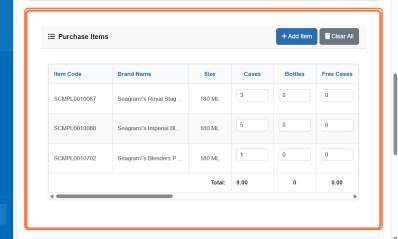 Purchase Items
+ Add Item Clear All
Item Code Brand Name Size Cases Bottles Free Cases
SCMPL0010087 Seagram's Royal Stag... 180 ML 3 0 0
SCMPL0010088 Seagram's Imperial Bl... 180 ML 5 0 0
SCMPL0010702 Seagram's Blenders P... 180 ML 1 0 0
Total: 9.00 0 0.00